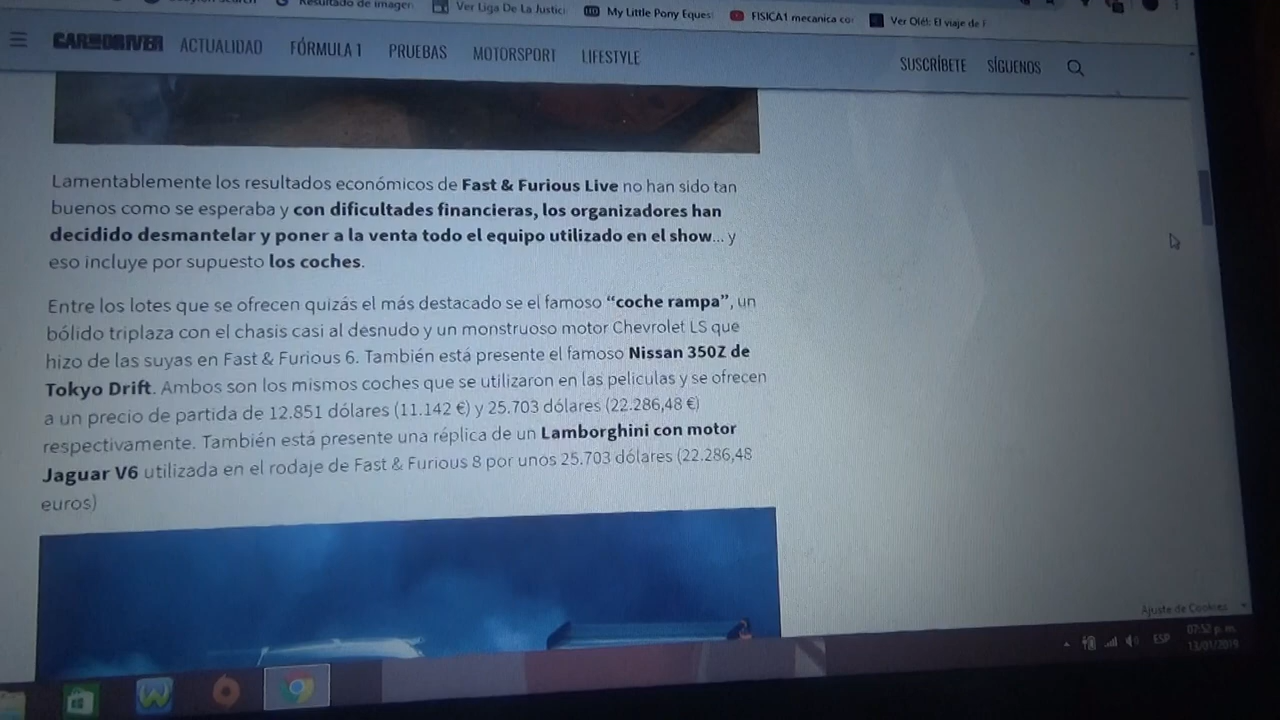 Resultado de imagen
Ver Liga De La Justici
My Little Pony Eques
FISICA1 mecanica co
Ver Olél: El viaje de F
CAR AND DRIVER ACTUALIDAD FÓRMULA 1 PRUEBAS MOTORSPORT LIFESTYLE SUSCRÍBETE SÍGUENOS
Lamentablemente los resultados económicos de Fast & Furious Live no han sido tan
buenos como se esperaba y con dificultades financieras, los organizadores han
decidido desmantelar y poner a la venta todo el equipo utilizado en el show... y
eso incluye por supuesto los coches.
Entre los lotes que se ofrecen quizás el más destacado se el famoso “coche rampa”, un
bólido triplaza con el chasis casi al desnudo y un monstruoso motor Chevrolet LS que
hizo de las suyas en Fast & Furious 6. También está presente el famoso Nissan 350Z de
Tokyo Drift. Ambos son los mismos coches que se utilizaron en las películas y se ofrecen
a un precio de partida de 12.851 dólares (11.142 €) y 25.703 dólares (22.286,48 €)
respectivamente. También está presente una réplica de un Lamborghini con motor
Jaguar V6 utilizada en el rodaje de Fast & Furious 8 por unos 25.703 dólares (22.286,48
euros)
Ajuste de Cookies
ESP
07:52 p. m.
13/01/2019